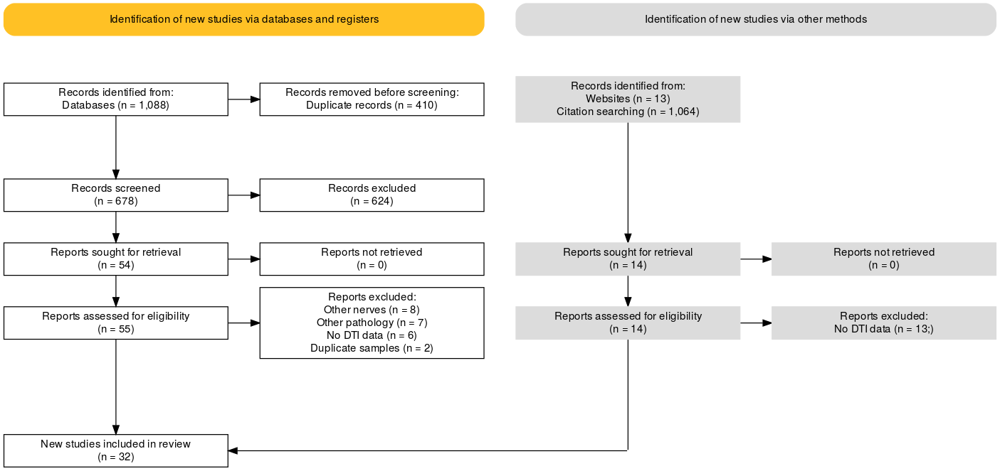 Identification of new studies via databases and registers
Identification of new studies via other methods
Records identified from:
Databases (n = 1,088)
Records removed before screening:
Duplicate records (n = 410)
Records identified from:
Websites (n = 13)
Citation searching (n = 1,064)
Records screened
(n = 678)
Records excluded
(n = 624)
Reports sought for retrieval
(n = 54)
Reports not retrieved
(n = 0)
Reports sought for retrieval
(n = 14)
Reports not retrieved
(n = 0)
Reports assessed for eligibility
(n = 55)
Reports excluded:
Other nerves (n = 8)
Other pathology (n = 7)
No DTI data (n = 6)
Duplicate samples (n = 2)
Reports assessed for eligibility
(n = 14)
Reports excluded:
No DTI data (n = 13;)
New studies included in review
(n = 32)